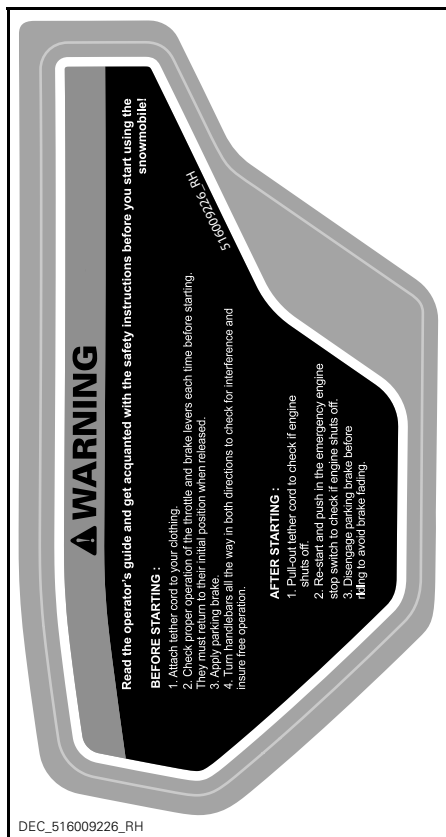 WARNING
Read the operator's guide and get acquanted with the safety instructions before you start using the
snowmobile!
BEFORE STARTING :
1. Attach tether cord to your clothing.
2. Check proper operation of the throttle and brake levers each time before starting.
They must return to their initial position when released.
3. Apply parking brake.
4. Turn handlebars all the way in both directions to check for interference and
insure free operation.
516009226_RH
AFTER STARTING :
1. Pull-out tether cord to check if engine
shuts off.
2. Re-start and push in the emergency engine
stop switch to check if engine shuts off.
3. Disengage parking brake before
riding to avoid brake fading.
DEC_516009226_RH